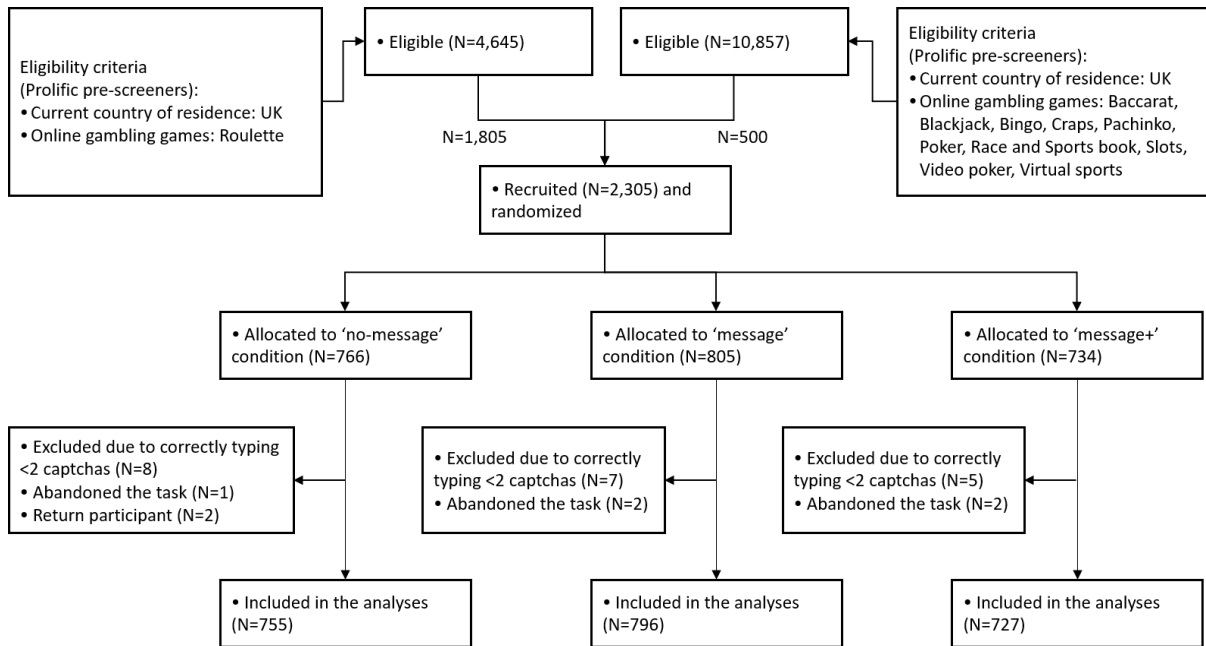 Eligibility criteria
(Prolific pre-screeners):
• Current country of residence: UK
• Online gambling games: Roulette
• Eligible (N=4,645)
• Eligible (N=10,857)
Eligibility criteria
(Prolific pre-screeners):
• Current country of residence: UK
• Online gambling games: Baccarat,
Blackjack, Bingo, Craps, Pachinko,
Poker, Race and Sports book, Slots,
Video poker, Virtual sports
N=1,805
N=500
• Recruited (N=2,305) and
randomized
• Allocated to ‘no-message’
condition (N=766)
• Allocated to ‘message’
condition (N=805)
• Allocated to ‘message+’
condition (N=734)
• Excluded due to correctly typing
<2 captchas (N=8)
• Abandoned the task (N=1)
• Return participant (N=2)
• Excluded due to correctly
typing <2 captchas (N=7)
• Abandoned the task (N=2)
• Excluded due to correctly
typing <2 captchas (N=5)
• Abandoned the task (N=2)
• Included in the analyses
(N=755)
• Included in the analyses
(N=796)
• Included in the analyses
(N=727)